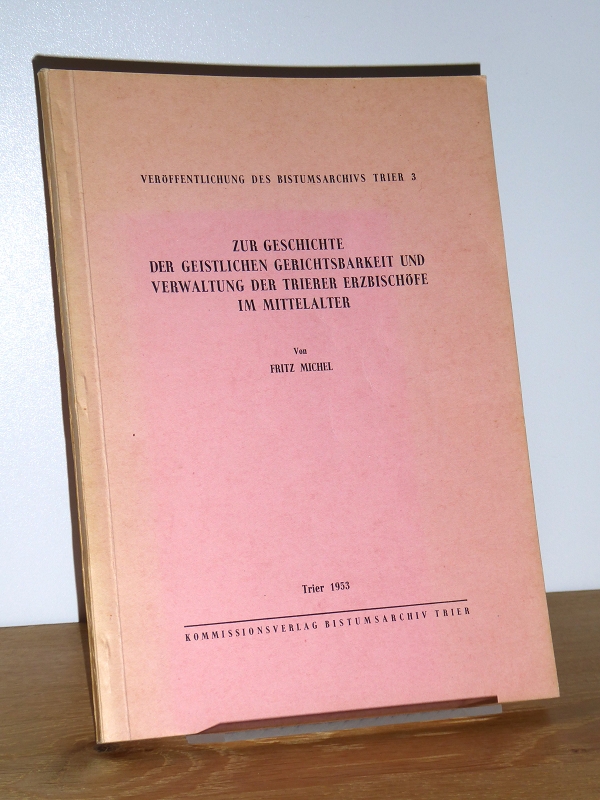 VERÖFFENTLICHUNG DES BISTUMSARCHIVS TRIER 3
ZUR GESCHICHTE
DER GEISTLICHEN GERICHTSBARKEIT UND
VERWALTUNG DER TRIERER ERZBISCHÖFE
IM MITTELALTER
Von
FRITZ MICHEL
Trier 1953
KOMMISSIONSVERLAG BISTUMSARCHIV TRIER